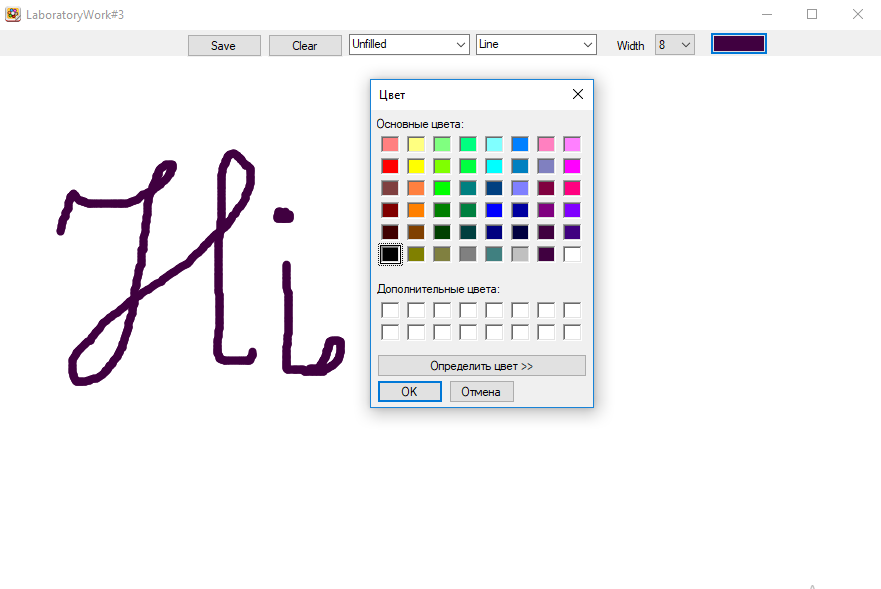 LaboratoryWork#3
Save Clear Unfilled Line Width 8
Цвет
Основные цвета:
Hi
Дополнительные цвета:
Определить цвет >>
OK Отмена